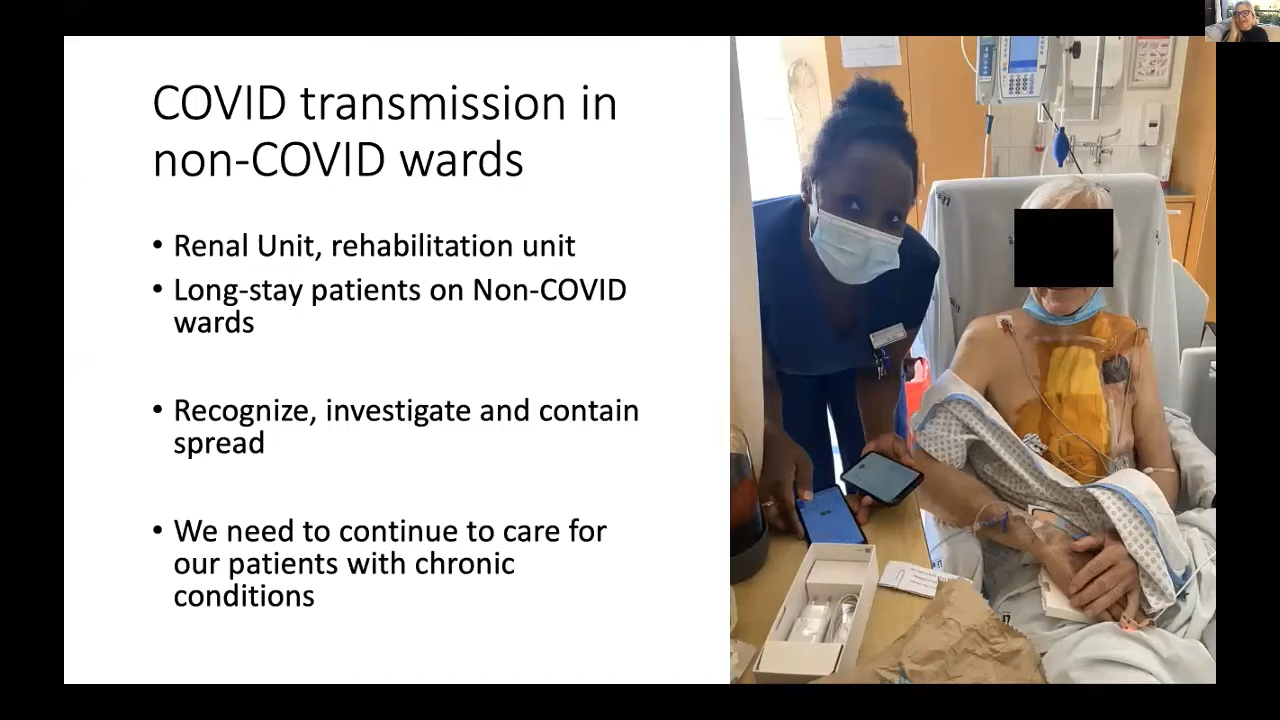 COVID transmission in
non-COVID wards
• Renal Unit, rehabilitation unit
• Long-stay patients on Non-COVID
wards
• Recognize, investigate and contain
spread
• We need to continue to care for
our patients with chronic
conditions